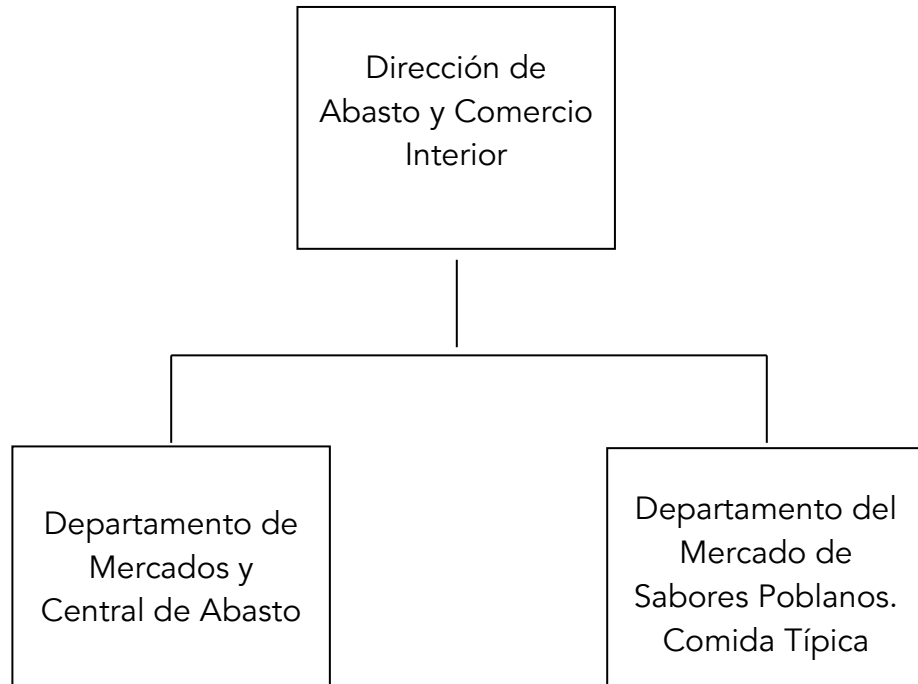 Dirección de
Abasto y Comercio
Interior
Departamento de
Mercados y
Central de Abasto
Departamento del
Mercado de
Sabores Poblanos.
Comida Típica